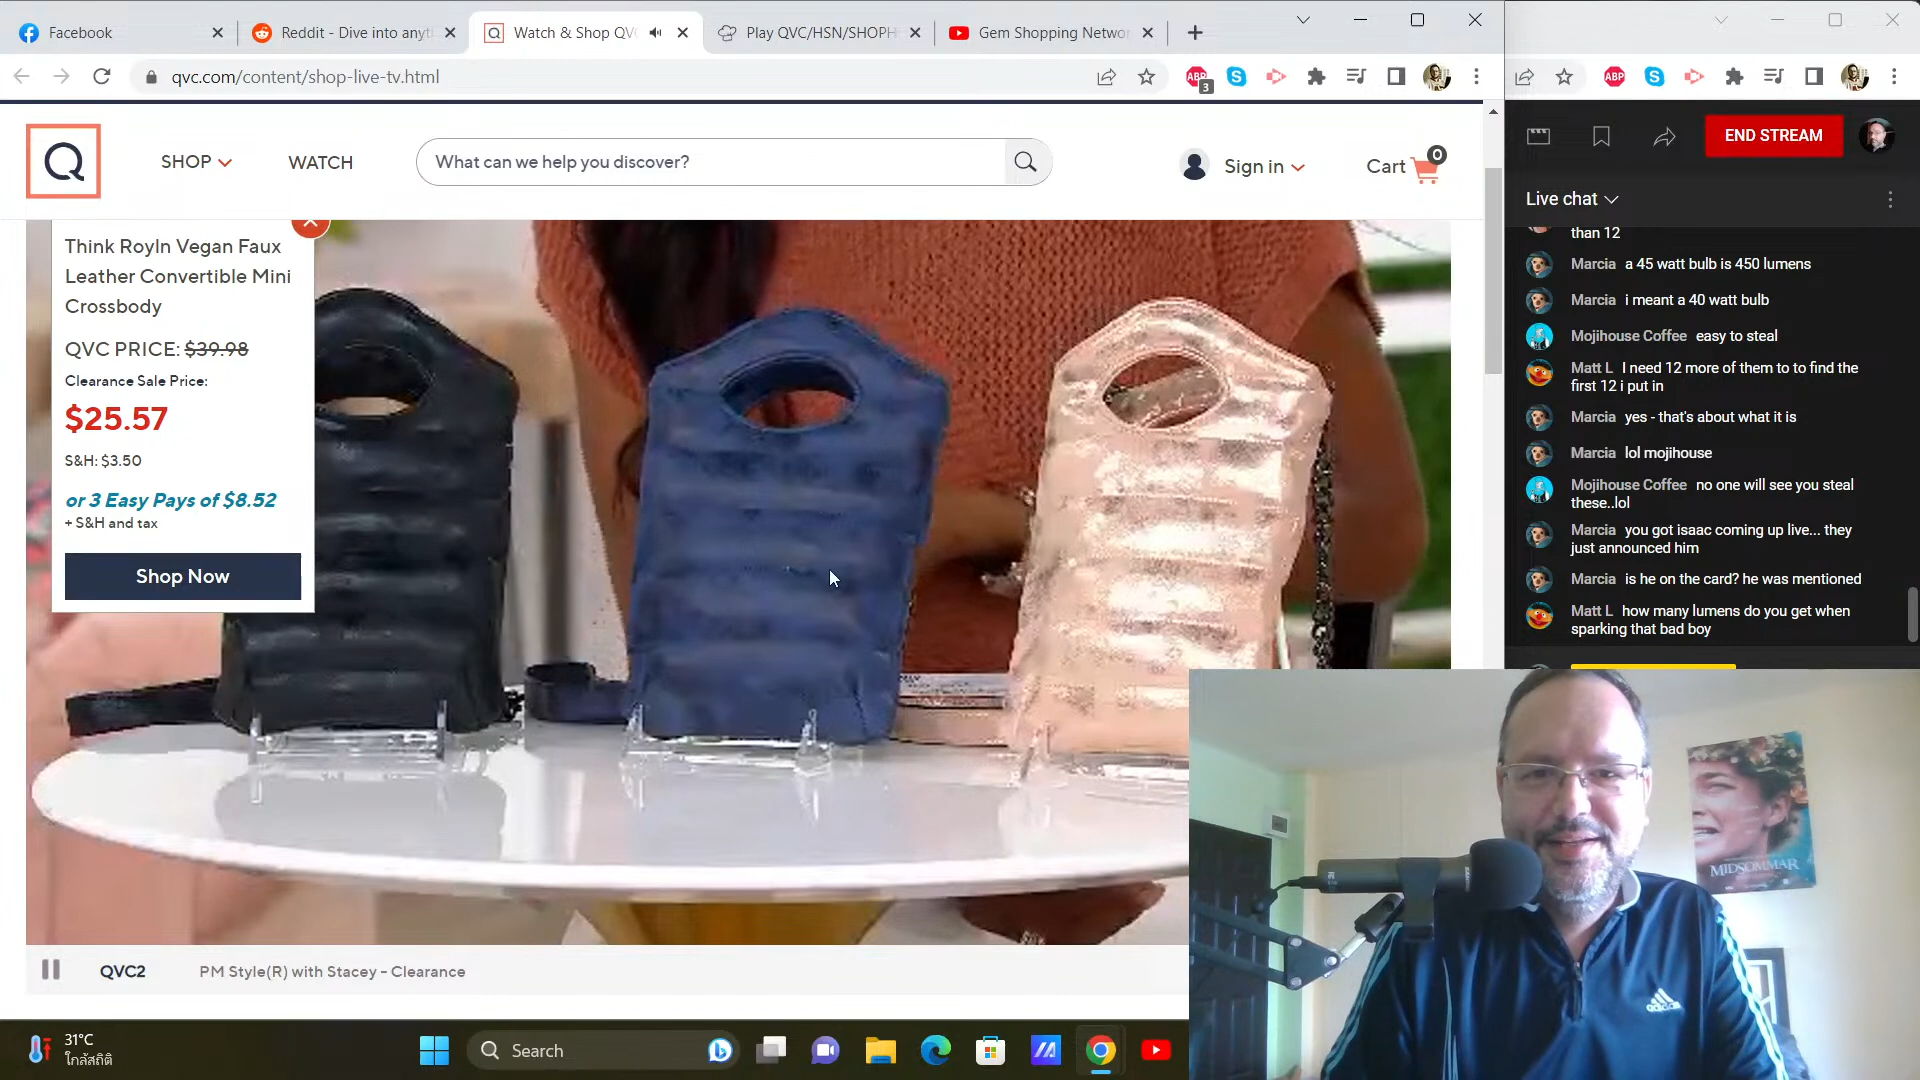 Facebook
Reddit - Dive into anyt
Watch & Shop QV
Play QVC/HSN/SHOPH
Gem Shopping Networ
qvc.com/content/shop-live-tv.html
ABP
3
ABP
Q
SHOP
WATCH
What can we help you discover?
Sign in
Cart
0
END STREAM
Think Royln Vegan Faux
Leather Convertible Mini
Crossbody
QVC PRICE: $39.98
Clearance Sale Price:
$25.57
S&H: $3.50
or 3 Easy Pays of $8.52
+ S&H and tax
Shop Now
Live chat
than 12
Marcia a 45 watt bulb is 450 lumens
Marcia i meant a 40 watt bulb
Mojihouse Coffee easy to steal
Matt L I need 12 more of them to to find the
first 12 i put in
Marcia yes - that's about what it is
Marcia lol mojihouse
Mojihouse Coffee no one will see you steal
these..lol
Marcia you got isaac coming up live... they
just announced him
Marcia is he on the card? he was mentioned
Matt L how many lumens do you get when
sparking that bad boy
MIDSOMMAR
adidas
QVC2
PM Style(R) with Stacey - Clearance
31°C
ใกล้สถิติ
Search